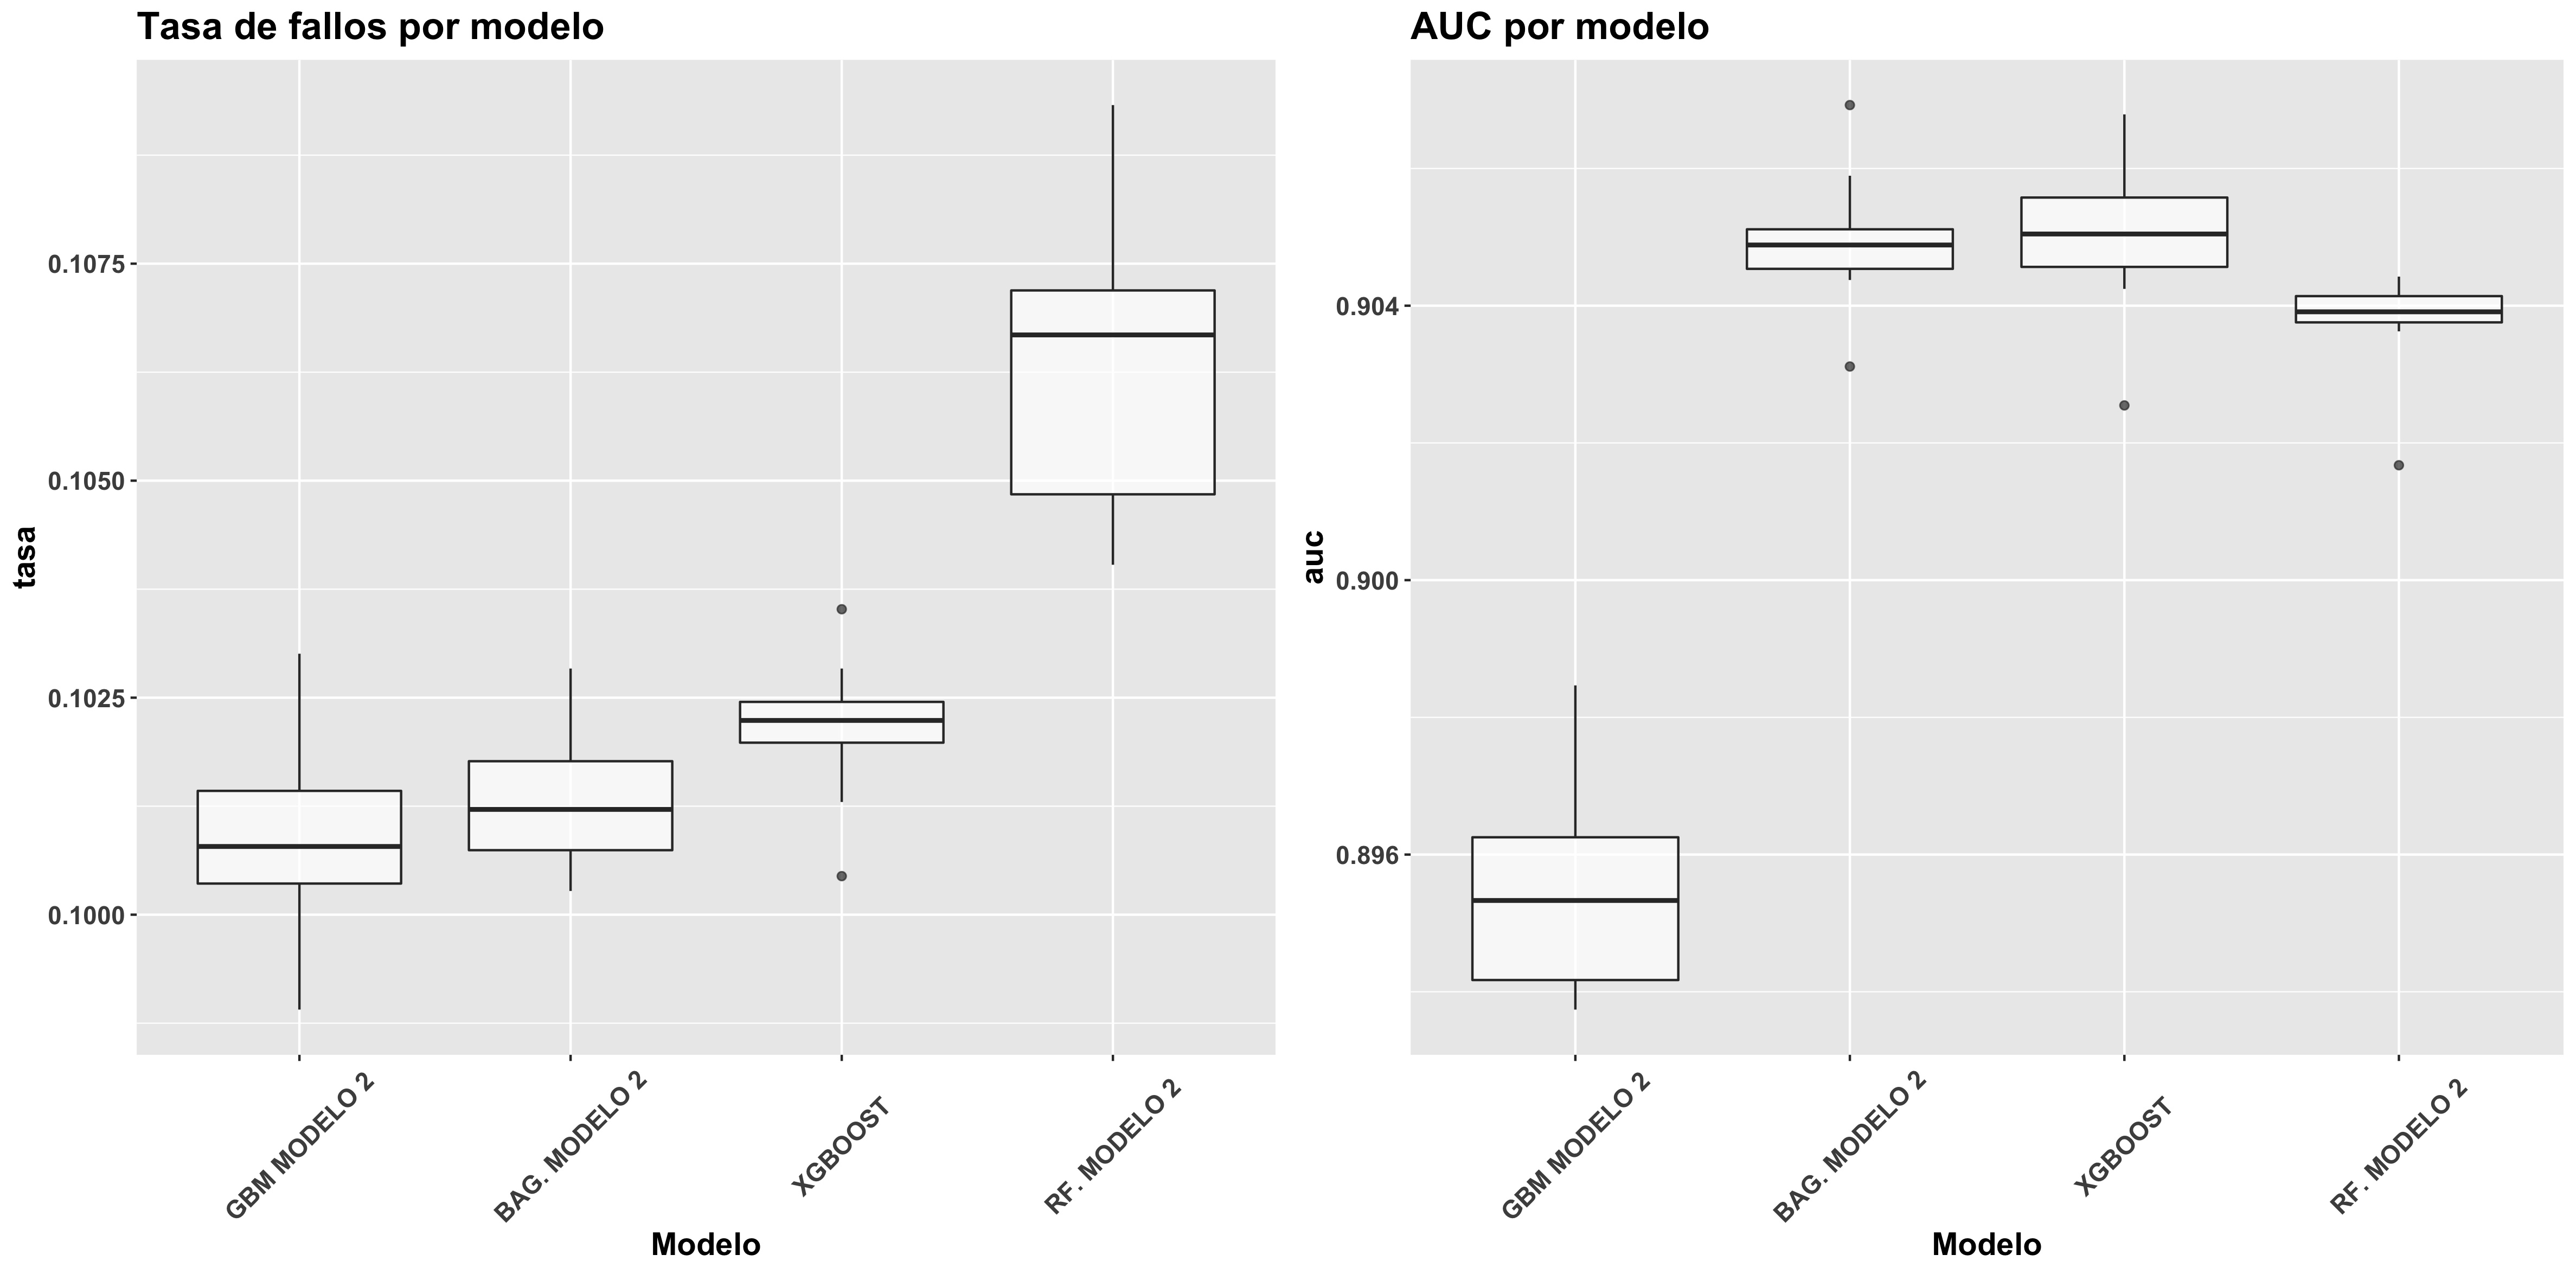 Tasa de fallos por modelo
tasa
0.1075
0.1050
0.1025
0.1000
GBM MODELO 2
BAG. MODELO 2
XGBOOST
RF. MODELO 2
Modelo
AUC por modelo
auc
0.904
0.900
0.896
GBM MODELO 2
BAG. MODELO 2
XGBOOST
RF. MODELO 2
Modelo